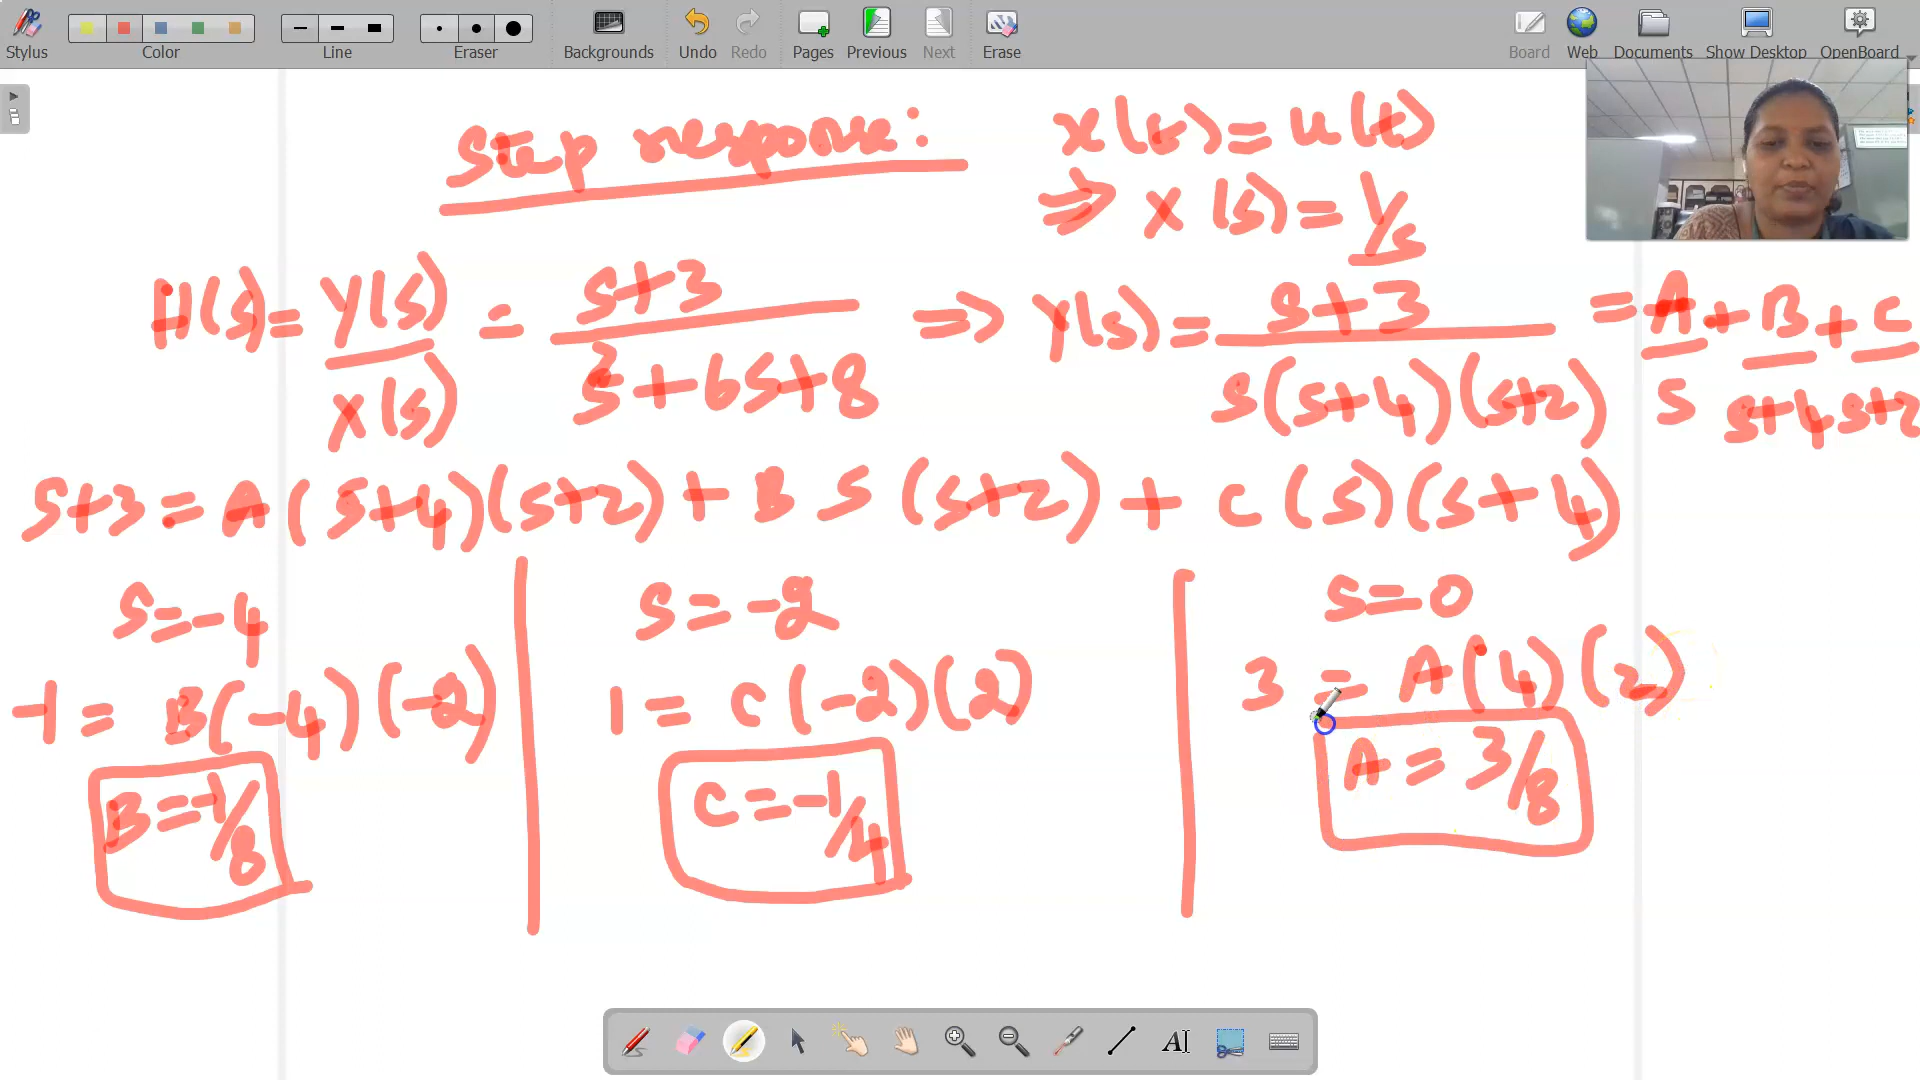 Stylus Color Line Eraser Backgrounds Undo Redo Pages Previous Next Erase Board Web Documents Show Desktop OpenBoard
Step response: x(t) = u(t)
⇒ X(s) = 1/s
H(s) = Y(s)/X(s) = s+3/s²+6s+8 ⇒ Y(s) = s+3/s(s+4)(s+2) = A/s + B/s+4 + C/s+2
s+3 = A(s+4)(s+2) + B s (s+2) + C (s)(s+4)
s = -4
-1 = B(-4)(-2)
B = -1/8
s = -2
1 = C(-2)(2)
C = -1/4
s = 0
3 = A(4)(2)
A = 3/8